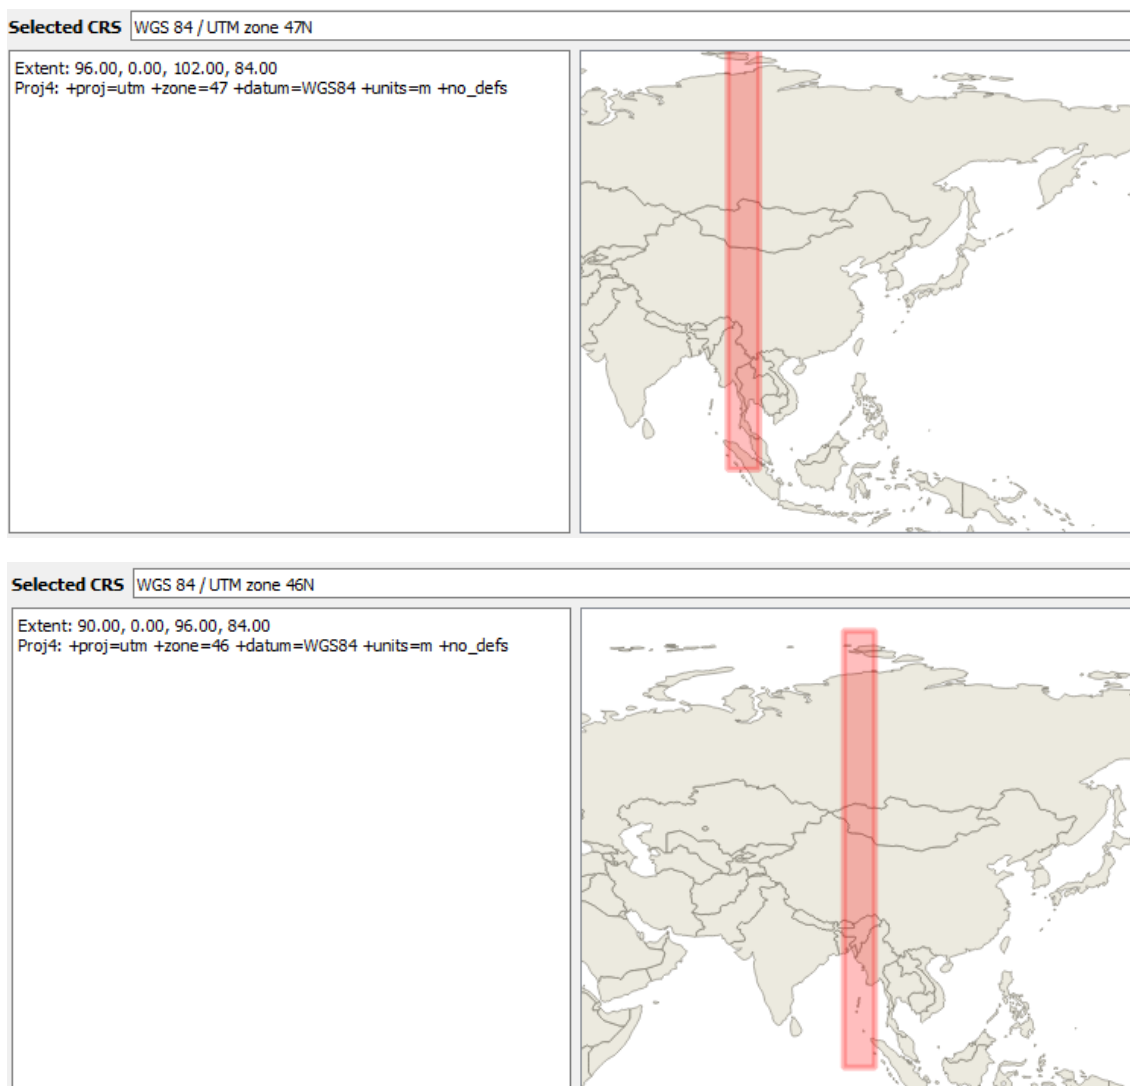 Selected CRS WGS 84 / UTM zone 47N
Extent: 96.00, 0.00, 102.00, 84.00
Proj4: +proj=utm +zone=47 +datum=WGS84 +units=m +no_defs
Selected CRS WGS 84 / UTM zone 46N
Extent: 90.00, 0.00, 96.00, 84.00
Proj4: +proj=utm +zone=46 +datum=WGS84 +units=m +no_defs